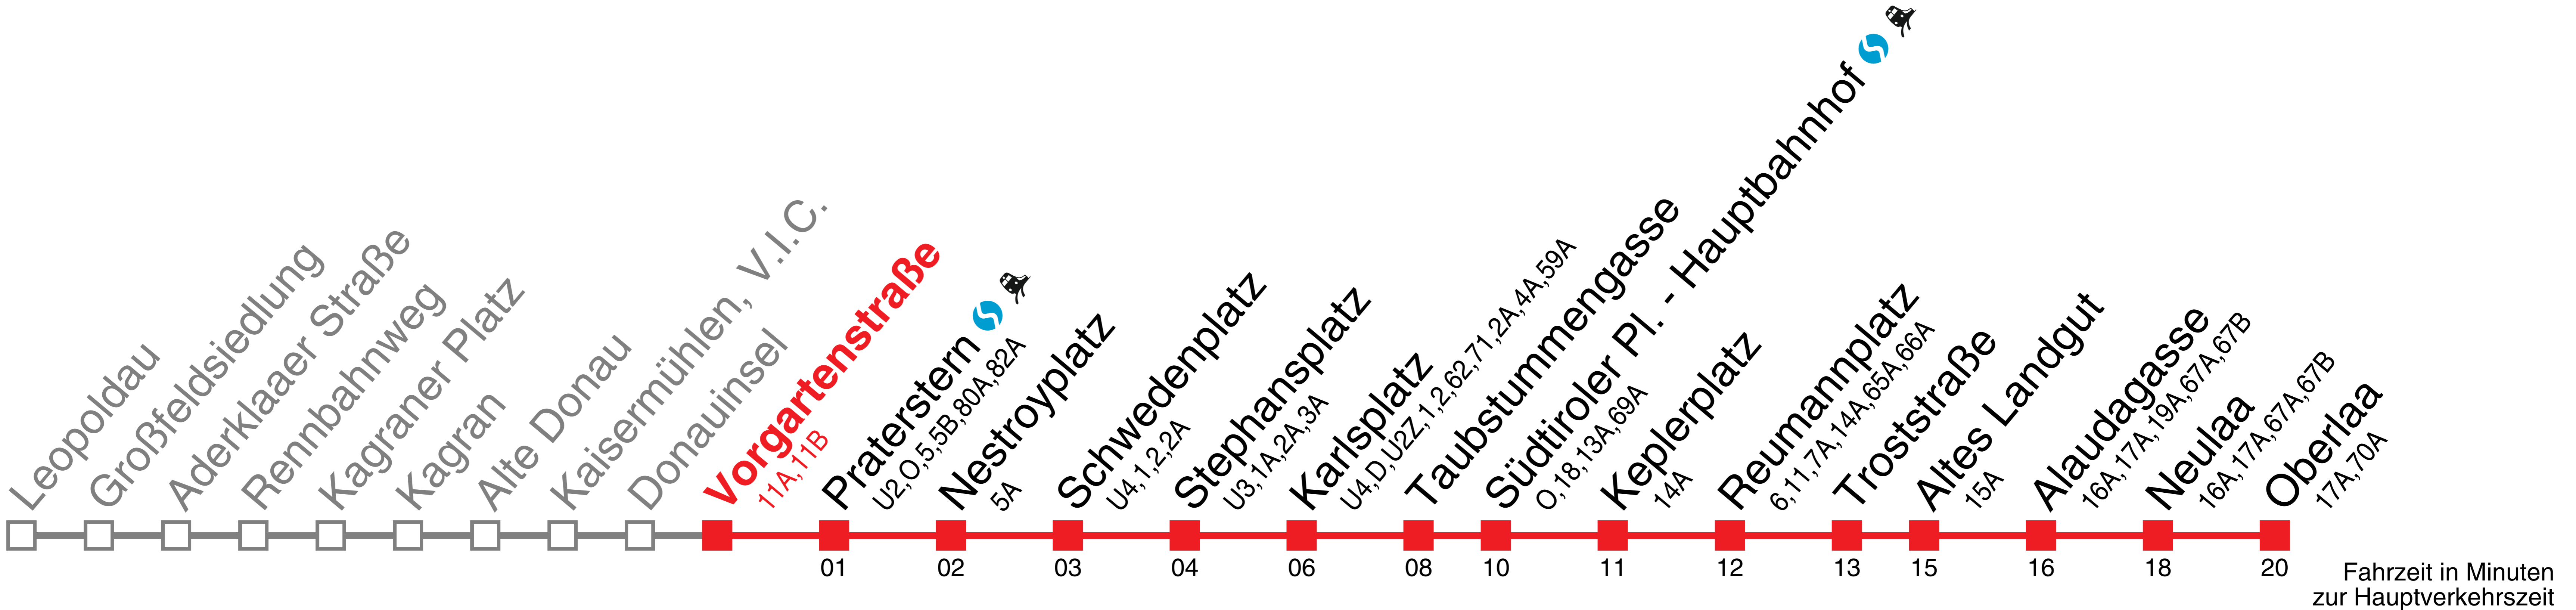 Leopoldau
Großfeldsiedlung
Aderklaaer Straße
Rennbahnweg
Kagraner Platz
Kagran
Alte Donau
Kaisermühlen, V.I.C.
Donauinsel
Vorgartenstraße
11A,11B
Praterstern
U2,O,5,5B,80A,82A
Nestroyplatz
5A
Schwedenplatz
U4,1,2,2A
Stephansplatz
U3,1A,2A,3A
Karlsplatz
U4,D,U2Z,1,2,62,71,2A,4A,59A
Taubstummengasse
Südtiroler Pl. - Hauptbahnhof
O,18,13A,69A
Keplerplatz
14A
Reumannplatz
6,11,7A,14A,65A,66A
Troststraße
Altes Landgut
15A
Alaudagasse
16A,17A,19A,67A,67B
Neulaa
16A,17A,67A,67B
Oberlaa
17A,70A
01 02 03 04 06 08 10 11 12 13 15 16 18 20
Fahrzeit in Minuten
zur Hauptverkehrszeit